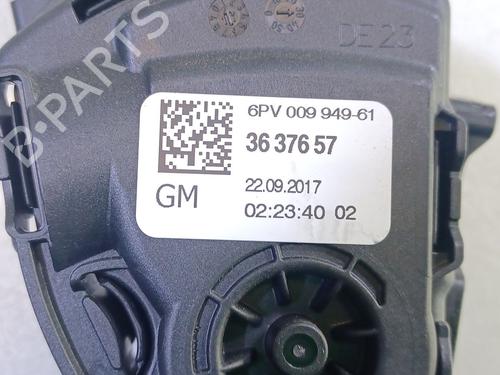 DE23
B-PARTS
6PV 009 949-61
36 376 57
GM
22.09.2017
02:23:40 02